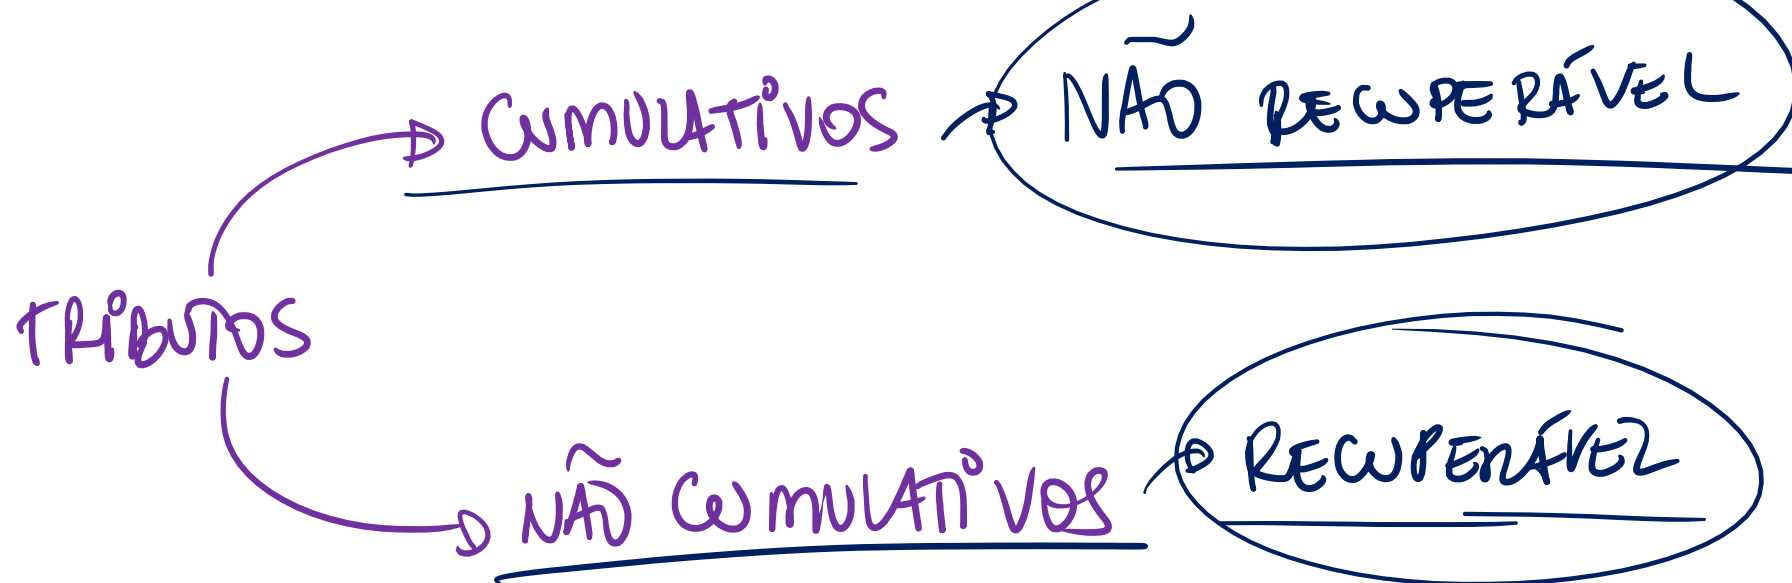 CUMULATIVOS
NÃO RECUPERÁVEL
TRIBUTOS
NÃO CUMULATIVOS
RECUPERÁVEL